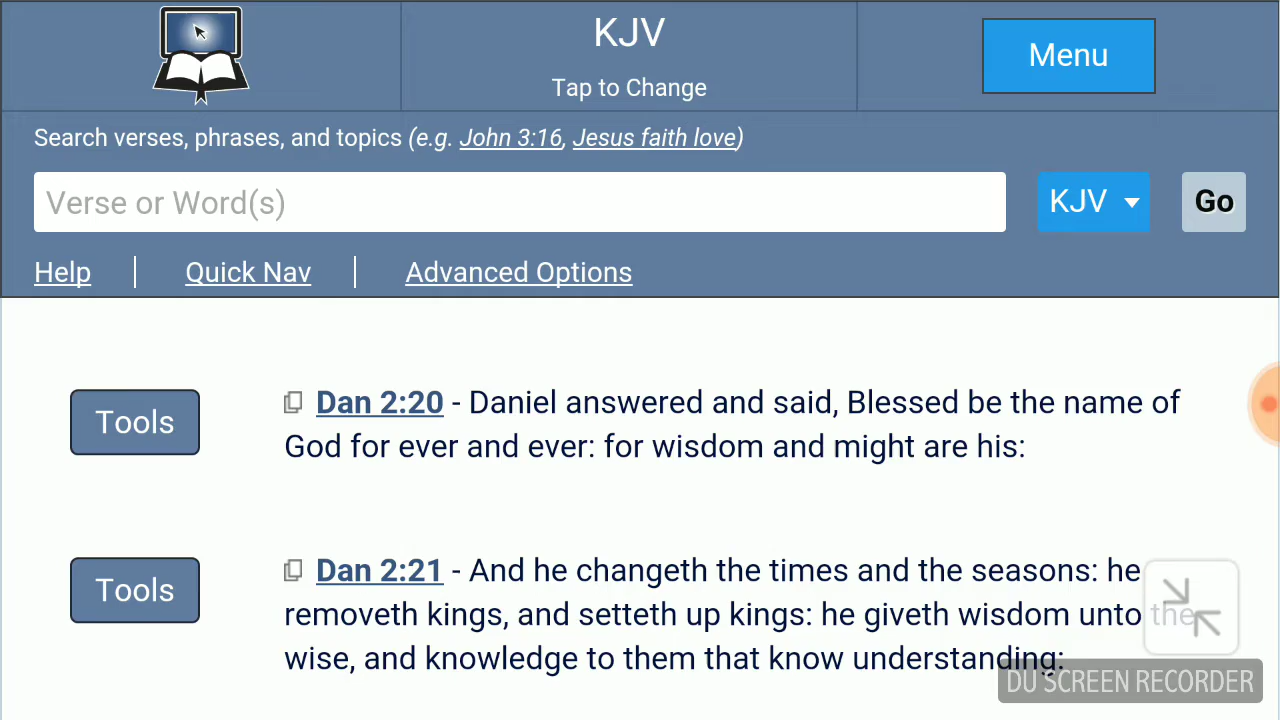 KJV
Tap to Change
Menu
Search verses, phrases, and topics (e.g. John 3:16, Jesus faith love)
Verse or Word(s)
KJV
Go
Help
Quick Nav
Advanced Options
Tools
Dan 2:20 - Daniel answered and said, Blessed be the name of
God for ever and ever: for wisdom and might are his:
Tools
Dan 2:21 - And he changeth the times and the seasons: he
removeth kings, and setteth up kings: he giveth wisdom unto the
wise, and knowledge to them that know understanding:
DU SCREEN RECORDER